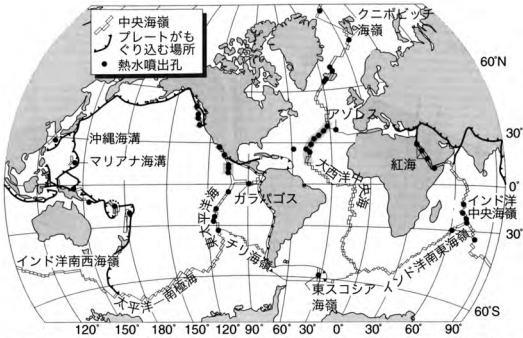 中央海嶺
プレートがも
ぐり込む場所
熱水噴出孔
クニポビッチ
海嶺
60°N
アゾレス
沖縄海溝
マリアナ海溝
30°
大西洋中央海嶺
紅海
ガラパゴス
0°
東太平洋海
インド洋
中央海嶺
30°
インド洋南西海嶺
チリ海嶺
インド洋南東海嶺
太平洋—南極海
東スコシア
海嶺
60°S
120°
150°
180°
150°
120°
90°
60°
30°
0°
30°
60°
90°